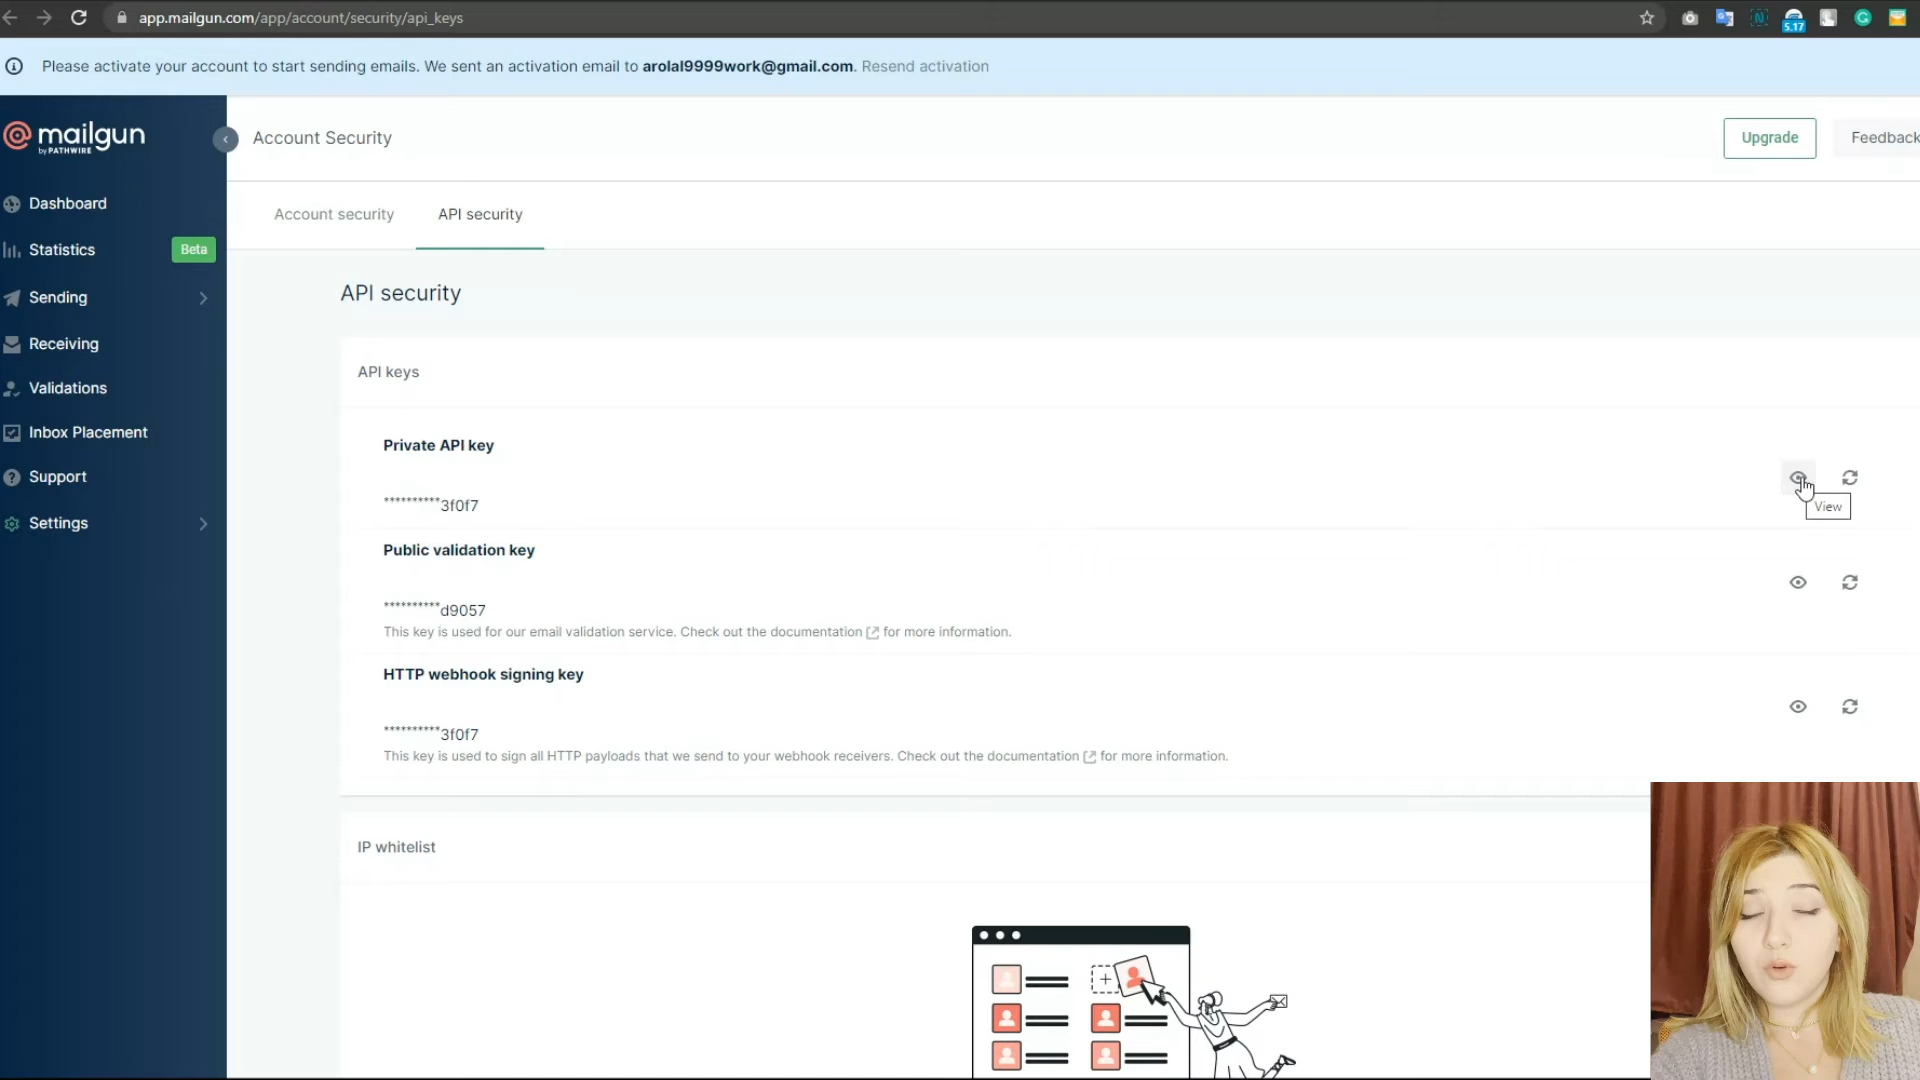 app.mailgun.com/app/account/security/api_keys
5.17
Please activate your account to start sending emails. We sent an activation email to arolal9999work@gmail.com. Resend activation
mailgun
by PATHWIRE
Account Security
Upgrade
Feedback
Dashboard
Statistics
Beta
Sending
Receiving
Validations
Inbox Placement
Support
Settings
Account security
API security
API security
API keys
Private API key
**********3f0f7
View
Public validation key
**********d9057
This key is used for our email validation service. Check out the documentation for more information.
HTTP webhook signing key
**********3f0f7
This key is used to sign all HTTP payloads that we send to your webhook receivers. Check out the documentation for more information.
IP whitelist